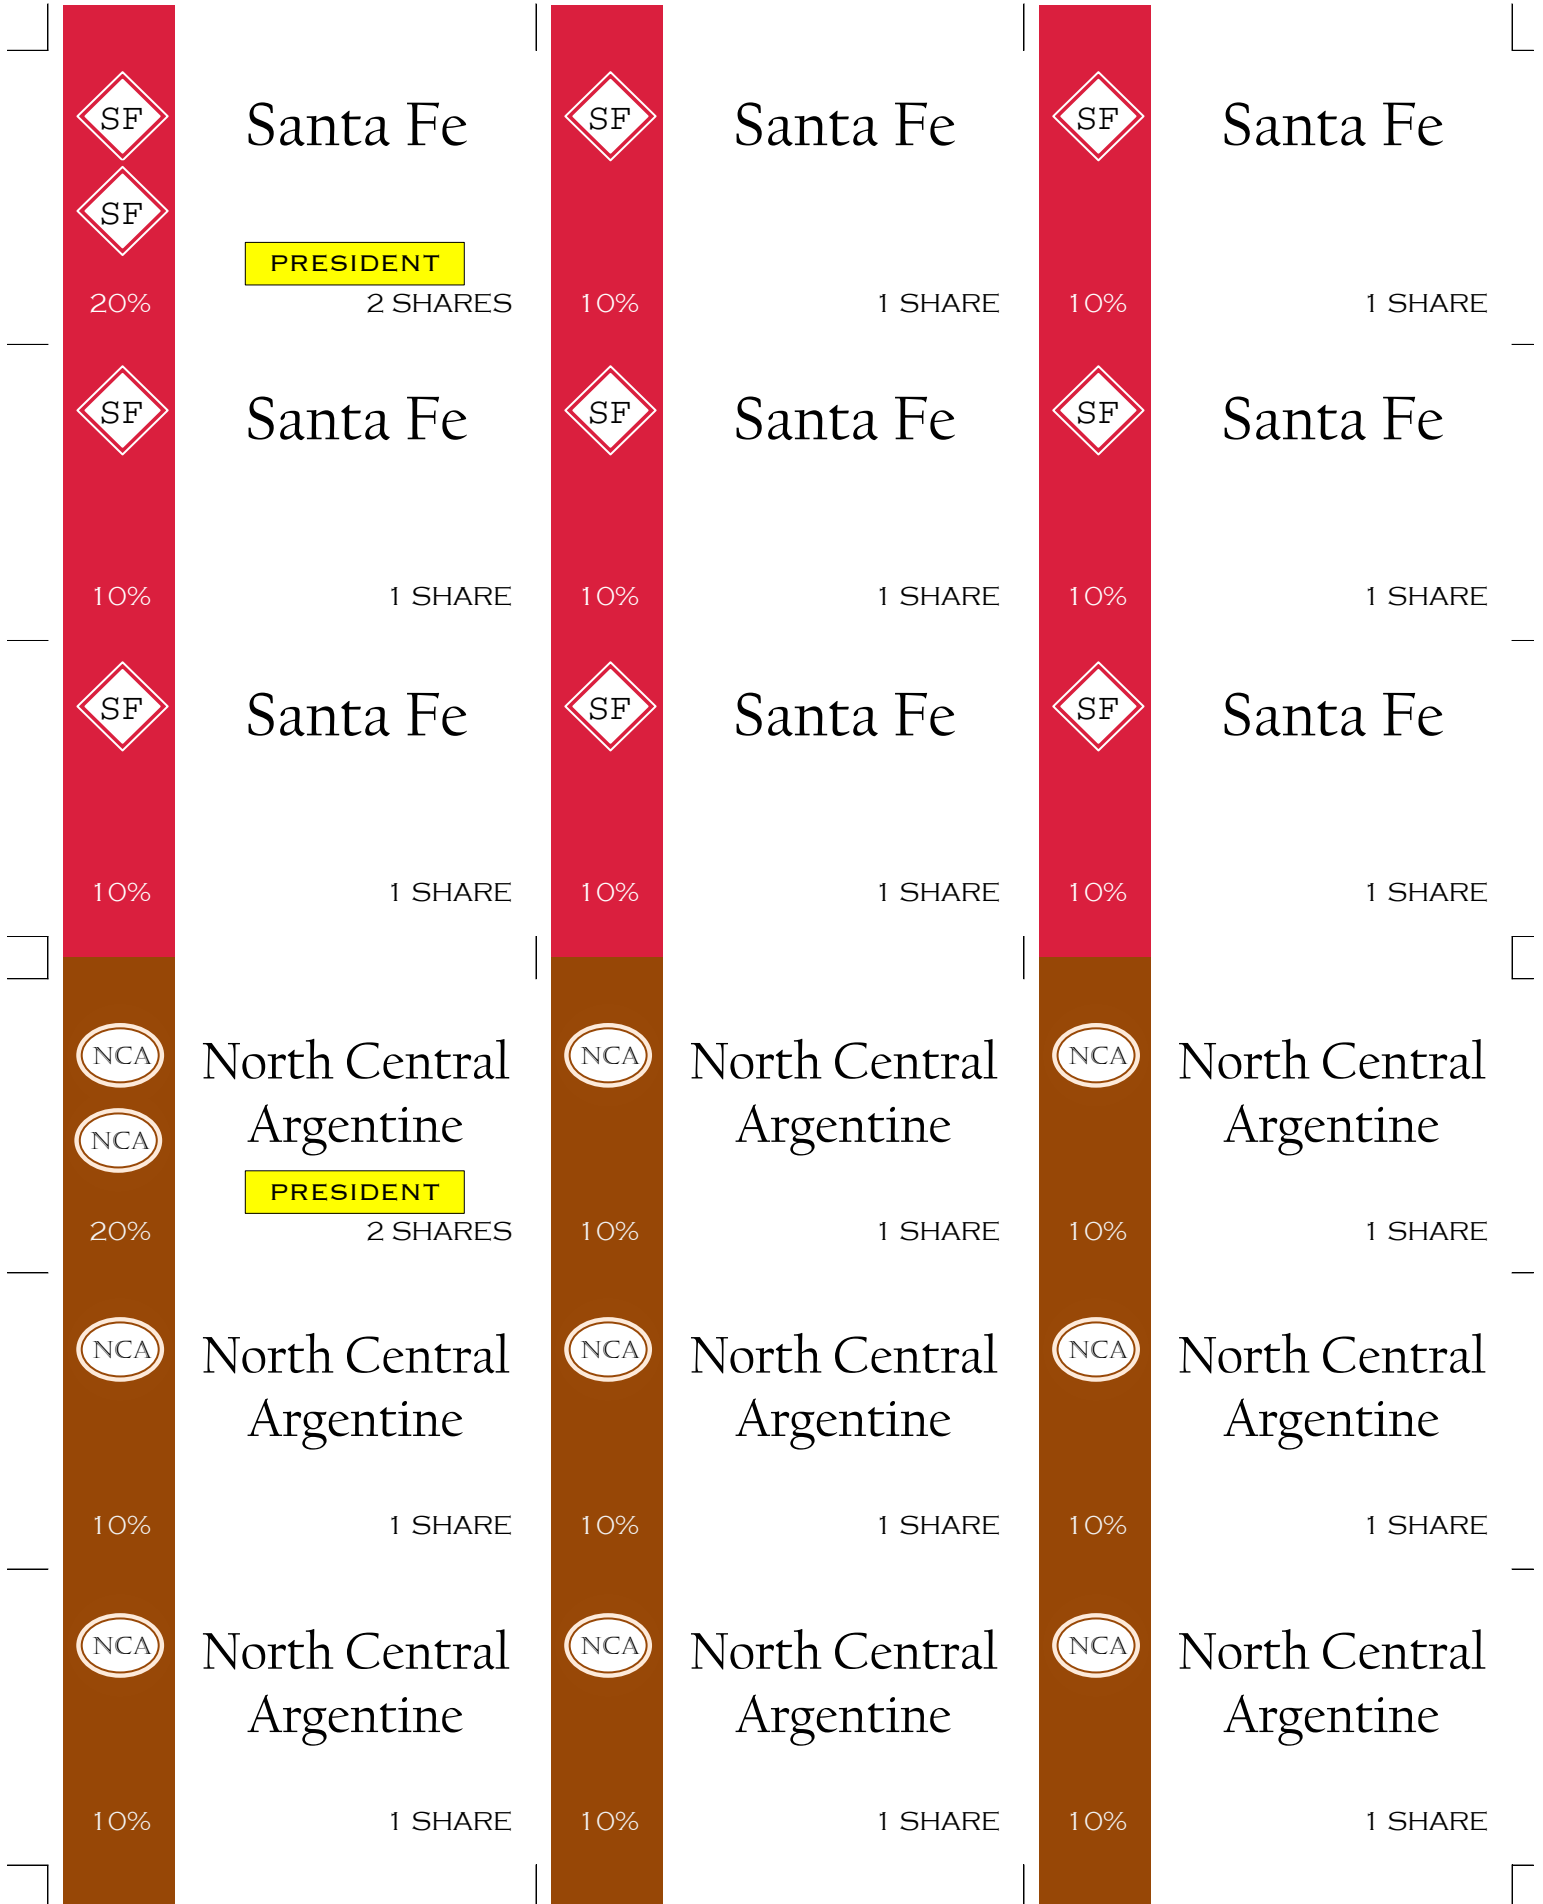 SF Santa Fe SF Santa Fe SF Santa Fe
SF
PRESIDENT
20% 2 SHARES 10% 1 SHARE 10% 1 SHARE
SF Santa Fe SF Santa Fe SF Santa Fe
10% 1 SHARE 10% 1 SHARE 10% 1 SHARE
SF Santa Fe SF Santa Fe SF Santa Fe
10% 1 SHARE 10% 1 SHARE 10% 1 SHARE
NCA North Central NCA North Central NCA North Central
NCA Argentine Argentine Argentine
PRESIDENT
20% 2 SHARES 10% 1 SHARE 10% 1 SHARE
NCA North Central NCA North Central NCA North Central
Argentine Argentine Argentine
10% 1 SHARE 10% 1 SHARE 10% 1 SHARE
NCA North Central NCA North Central NCA North Central
Argentine Argentine Argentine
10% 1 SHARE 10% 1 SHARE 10% 1 SHARE